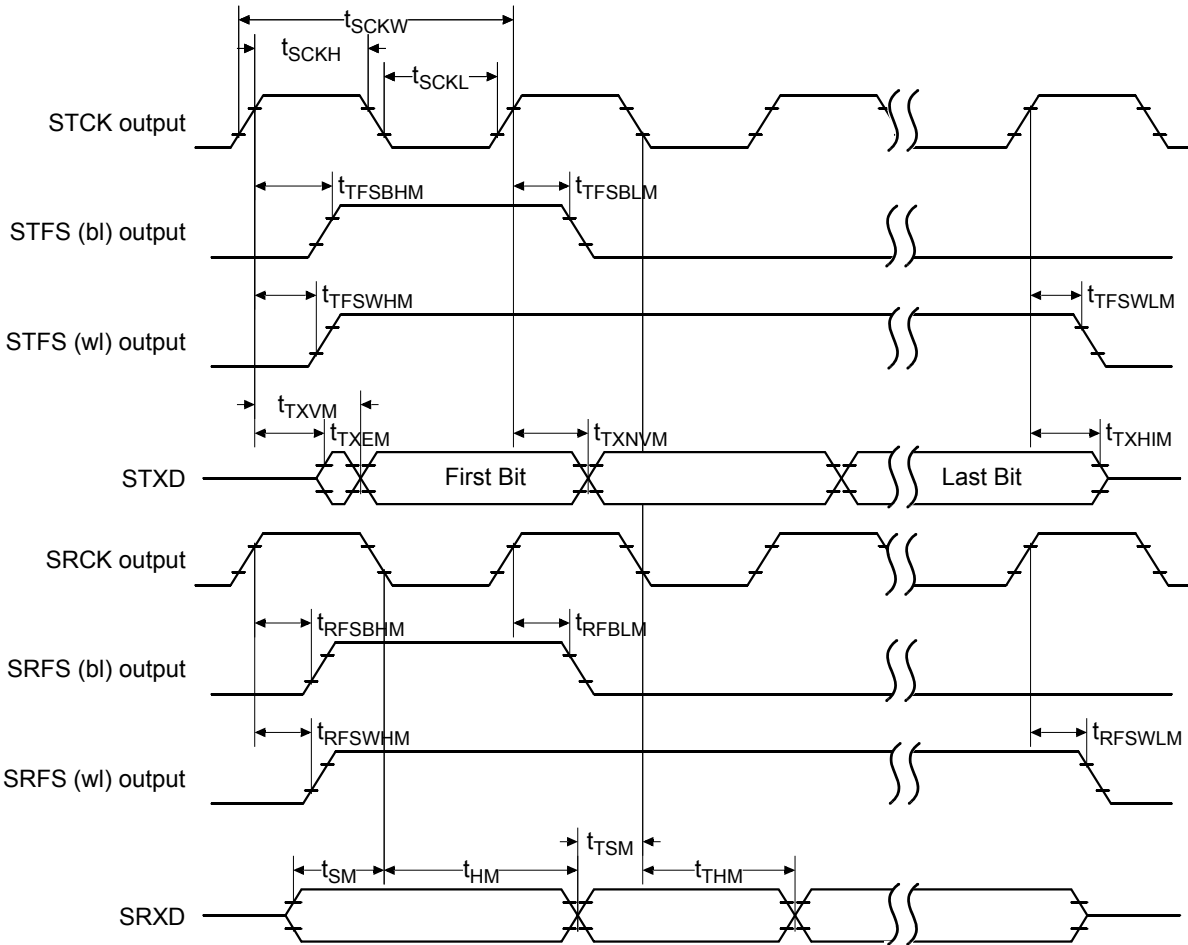 tSCKW
tSCKH
tSCKL
STCK output
tTFSBHM
tTFSBLM
STFS (bl) output
tTFSWHM
tTFSWLM
STFS (wl) output
tTXVM
tTXEM
tTXNVM
tTXHIM
STXD
First Bit
Last Bit
SRCK output
tRFSBHM
tRFBLM
SRFS (bl) output
tRFSWHM
tRFSWLM
SRFS (wl) output
tTSM
tSM
tHM
tTHM
SRXD